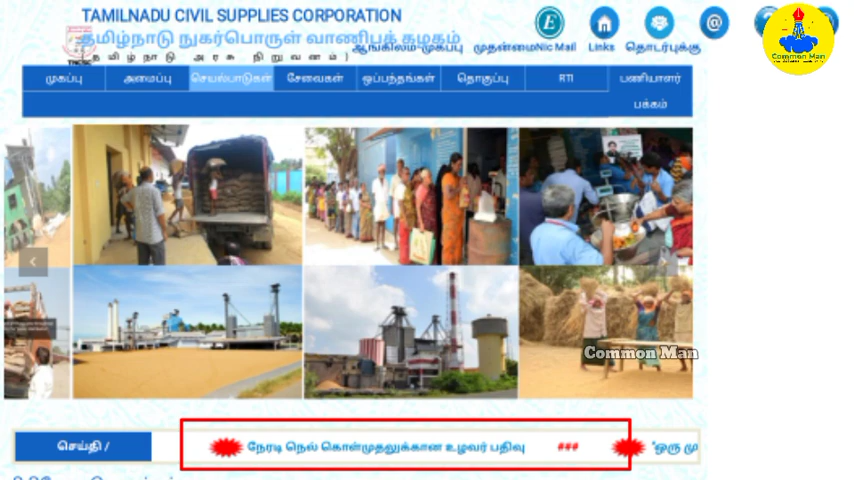 TAMILNADU CIVIL SUPPLIES CORPORATION
தமிழ்நாடு நுகர்பொருள் வாணிபக் கழகம்
(தமிழ்நாடு அரசு நிறுவனம்)
ஆங்கிலம்-முகப்பு முதன்மை Nic Mail Links தொடர்புக்கு
முகப்பு அமைப்பு செயல்பாடுகள் சேவைகள் ஒப்பந்தங்கள் தொகுப்பு RTI பணியாளர்
பக்கம்
Common Man
Common Man
செய்தி / நேரடி நெல் கொள்முதலுக்கான உழவர் பதிவு ### "ஒரு மு